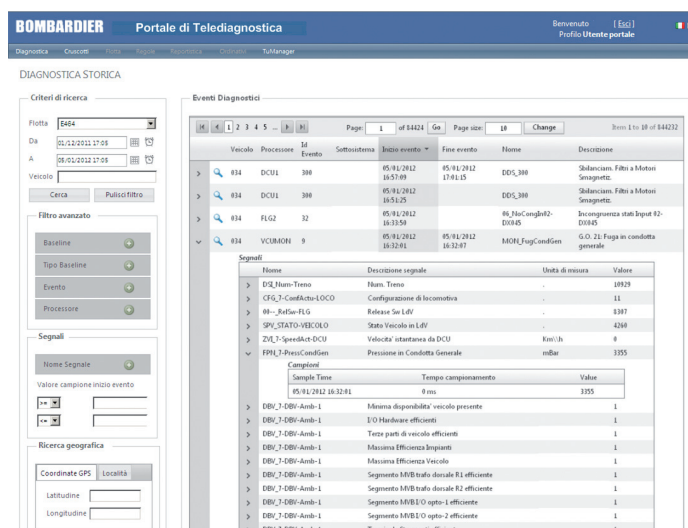 BOMBARDIER Portale di Telediagnostica
Benvenuto [ Esci ]
Profilo Utente portale
Diagnostica Cruscotti Flotta Regole Reportistica Ordinativi TuManager
DIAGNOSTICA STORICA
Criteri di ricerca
Flotta E464
Da 01/12/2011 17:05
A 05/01/2012 17:05
Veicolo
Cerca Pulisci filtro
Filtro avanzato
Baseline
Tipo Baseline
Evento
Processore
Segnali
Nome Segnale
Valore campione inizio evento
>=
<=
Ricerca geografica
Coordinate GPS Località
Latitudine
Longitudine
Eventi Diagnostici
1 2 3 4 5 ... Page: 1 of 84424 Go Page size: 10 Change Item 1 to 10 of 844232
Veicolo Processore Id Evento Sottosistema Inizio evento Fine evento Nome Descrizione
034 DCU1 300 05/01/2012 16:57:09 05/01/2012 17:01:15 DDS_300 Sbilanciam. Filtri a Motori Smagnetiz.
034 DCU1 300 05/01/2012 16:51:25 DDS_300 Sbilanciam. Filtri a Motori Smagnetiz.
034 FLG2 32 05/01/2012 16:33:50 06_NoCongIn02-DX045 Incongruenza stati Input 02-DX045
034 VCUMON 9 05/01/2012 16:32:01 05/01/2012 16:32:07 MON_FugCondGen G.O. 21: Fuga in condotta generale
Segnali
Nome Descrizione segnale Unità di misura Valore
DSI_Num-Treno Num. Treno . 10929
CFG_7-ConfActu-LOCO Configurazione di locomotiva . 11
00--_RelSw-FLG Release Sw LdV . 8307
SPV_STATO-VEICOLO Stato Veicolo in LdV . 4260
ZVI_7-SpeedAct-DCU Velocita' istantanea da DCU Km\\h 0
FPN_7-PressCondGen Pressione in Condotta Generale mBar 3355
Campioni
Sample Time Tempo campionamento Value
05/01/2012 16:32:01 0 ms 3355
DBV_7-DBV-Amb-1 Minima disponibilita' veicolo presente 1
DBV_7-DBV-Amb-1 I/O Hardware efficienti 1
DBV_7-DBV-Amb-1 Terze parti di veicolo efficienti 1
DBV_7-DBV-Amb-1 Massima Efficienza Impianti 1
DBV_7-DBV-Amb-1 Massima Efficienza Veicolo 1
DBV_7-DBV-Amb-1 Segmento MVB trafo dorsale R1 efficiente 1
DBV_7-DBV-Amb-1 Segmento MVB trafo dorsale R2 efficiente 1
DBV_7-DBV-Amb-1 Segmento MVB I/O opto-1 efficiente 1
DBV_7-DBV-Amb-1 Segmento MVB I/O opto-2 efficiente 1